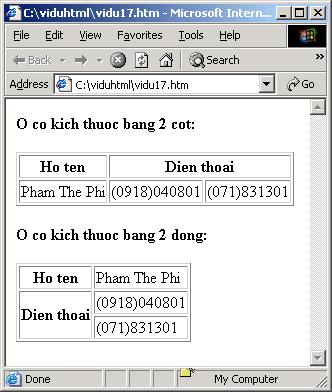 C:\viduhtml\vidu17.htm - Microsoft Intern...
File Edit View Favorites Tools Help
Back Search
Address C:\viduhtml\vidu17.htm Go
O co kich thuoc bang 2 cot:
Ho ten Dien thoai
Pham The Phi (0918)040801 (071)831301
O co kich thuoc bang 2 dong:
Ho ten Pham The Phi
Dien thoai (0918)040801
(071)831301
Done My Computer